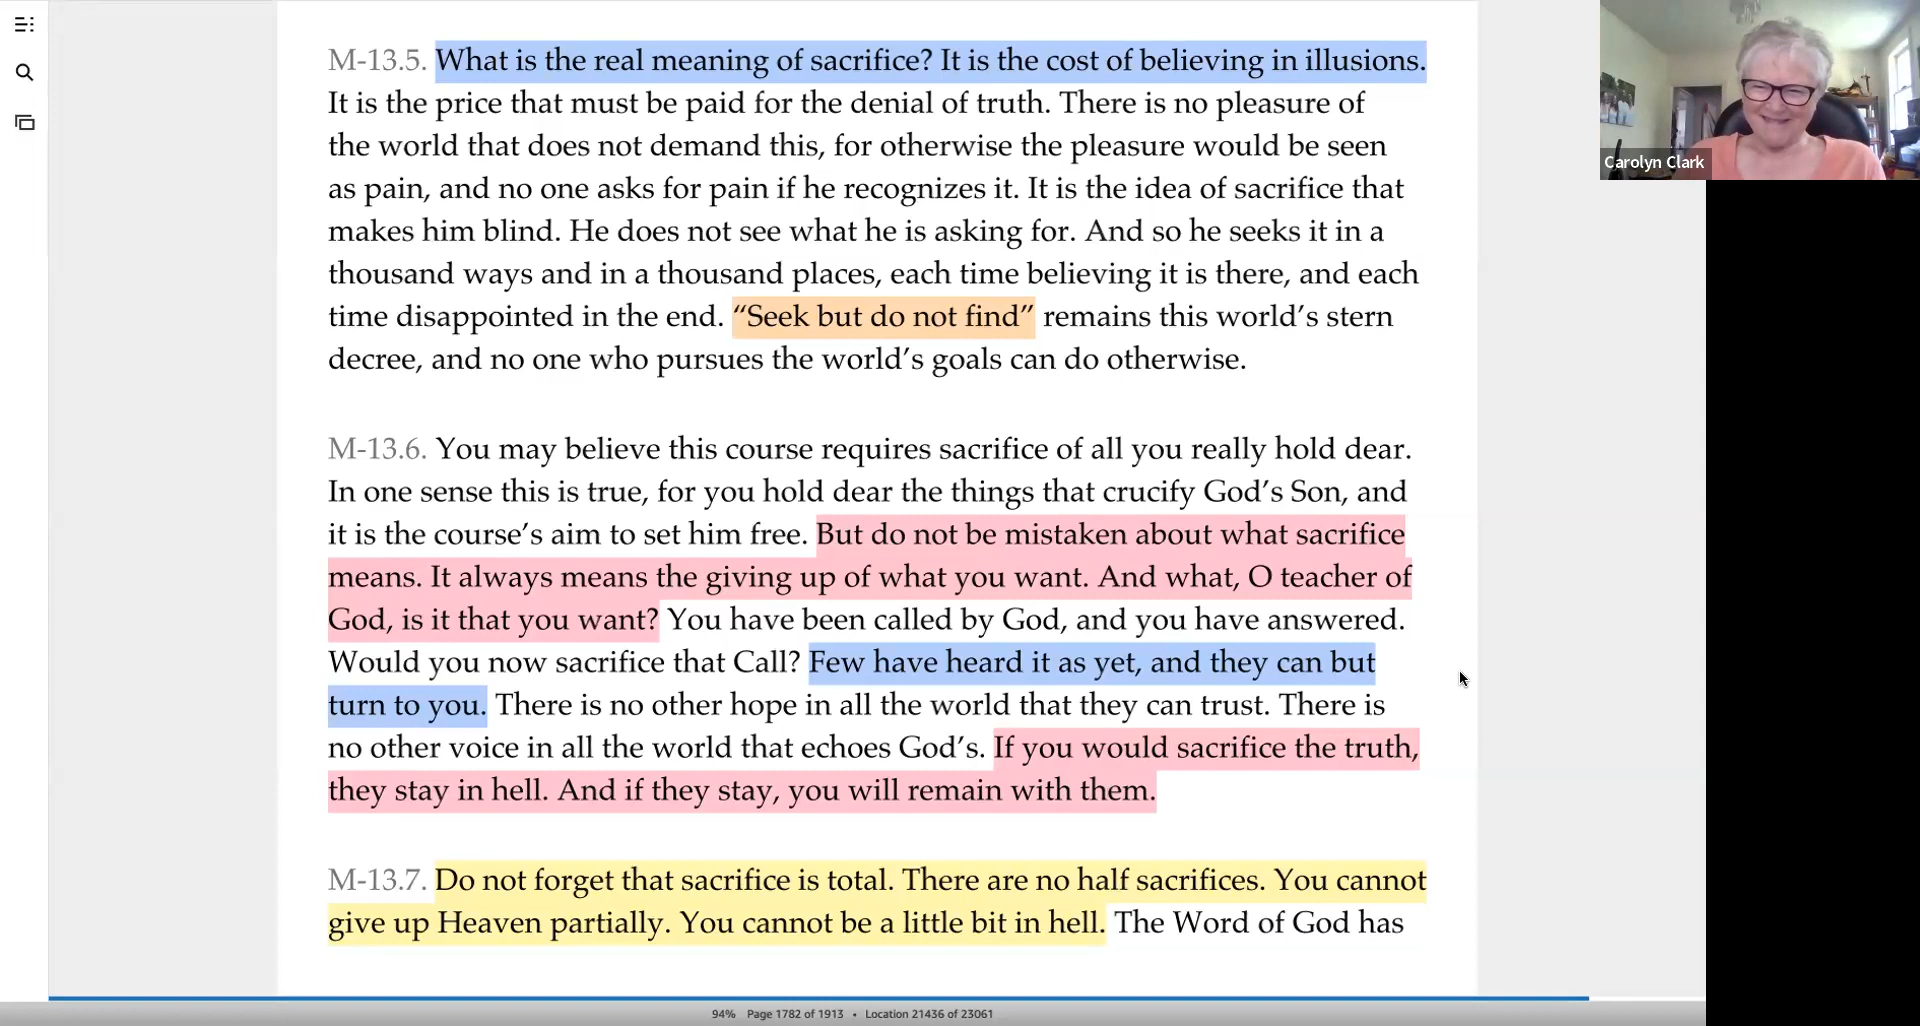 M-13.5. What is the real meaning of sacrifice? It is the cost of believing in illusions.
It is the price that must be paid for the denial of truth. There is no pleasure of
the world that does not demand this, for otherwise the pleasure would be seen
as pain, and no one asks for pain if he recognizes it. It is the idea of sacrifice that
makes him blind. He does not see what he is asking for. And so he seeks it in a
thousand ways and in a thousand places, each time believing it is there, and each
time disappointed in the end. “Seek but do not find” remains this world’s stern
decree, and no one who pursues the world’s goals can do otherwise.
M-13.6. You may believe this course requires sacrifice of all you really hold dear.
In one sense this is true, for you hold dear the things that crucify God’s Son, and
it is the course’s aim to set him free. But do not be mistaken about what sacrifice
means. It always means the giving up of what you want. And what, O teacher of
God, is it that you want? You have been called by God, and you have answered.
Would you now sacrifice that Call? Few have heard it as yet, and they can but
turn to you. There is no other hope in all the world that they can trust. There is
no other voice in all the world that echoes God’s. If you would sacrifice the truth,
they stay in hell. And if they stay, you will remain with them.
M-13.7. Do not forget that sacrifice is total. There are no half sacrifices. You cannot
give up Heaven partially. You cannot be a little bit in hell. The Word of God has
94% Page 1782 of 1913 • Location 21436 of 23061
Carolyn Clark